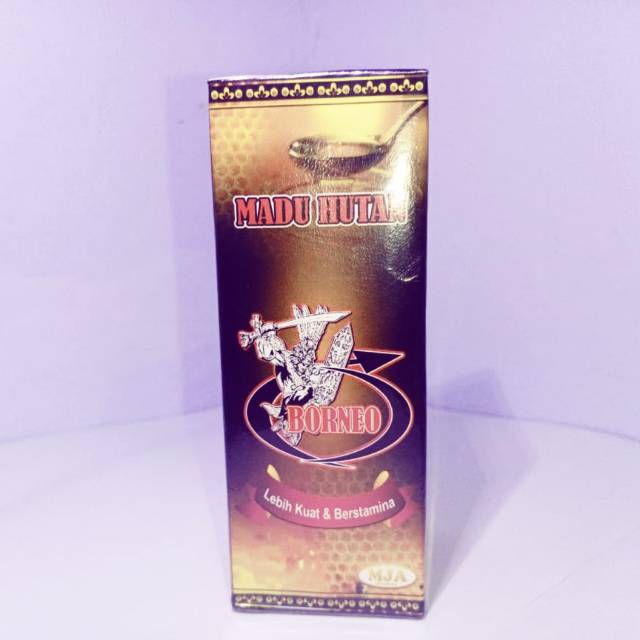 MADU HUTAN
BORNEO
Lebih Kuat & Berstamina
MJA